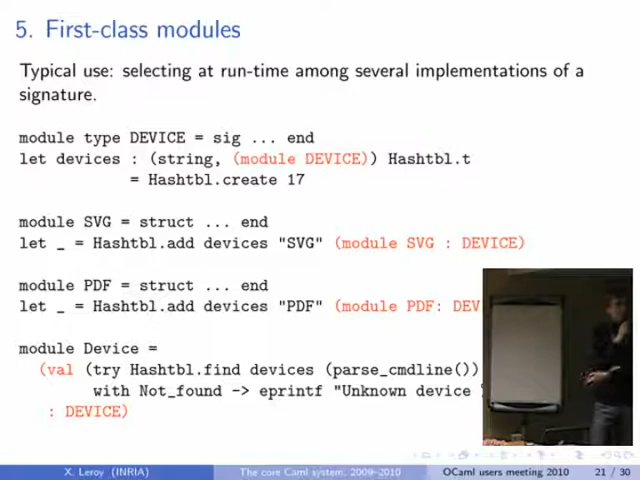 5. First-class modules
Typical use: selecting at run-time among several implementations of a
signature.
module type DEVICE = sig ... end
let devices : (string, (module DEVICE)) Hashtbl.t
= Hashtbl.create 17
module SVG = struct ... end
let _ = Hashtbl.add devices "SVG" (module SVG : DEVICE)
module PDF = struct ... end
let _ = Hashtbl.add devices "PDF" (module PDF: DEV
module Device =
(val (try Hashtbl.find devices (parse_cmdline())
with Not_found -> eprintf "Unknown device
: DEVICE)
X. Leroy (INRIA)
The core Caml system, 2009–2010
OCaml users meeting 2010
21 / 30